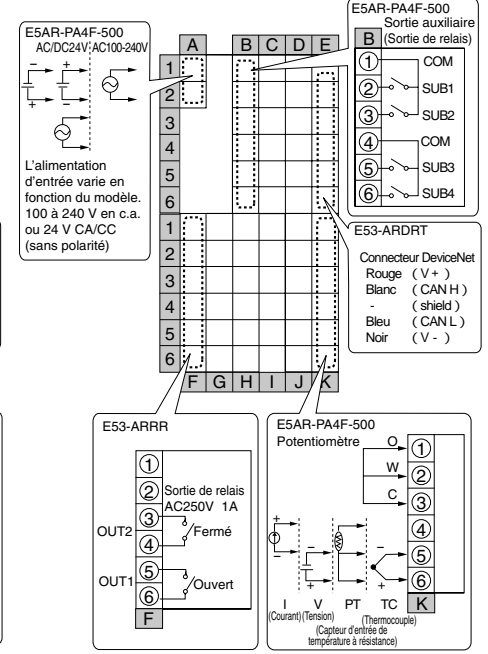 E5AR-PA4F-500
AC/DC24V AC100-240V
L'alimentation
d'entrée varie en
fonction du modèle.
100 à 240 V en c.a.
ou 24 V CA/CC
(sans polarité)
A B C D E
1
2
3
4
5
6
1
2
3
4
5
6
F G H I J K
E5AR-PA4F-500
Sortie auxiliaire
(Sortie de relais)
B
1 COM
2 SUB1
3 SUB2
4 COM
5 SUB3
6 SUB4
E53-ARDRT
Connecteur DeviceNet
Rouge ( V + )
Blanc ( CAN H )
- ( shield )
Bleu ( CAN L )
Noir ( V - )
E53-ARRR
Sortie de relais
AC250V 1A
1
2
3
4
5
6
OUT2 Fermé
OUT1 Ouvert
F
E5AR-PA4F-500
Potentiomètre
O 1
W 2
C 3
4
5
6
K
+ - - + - +
I V PT TC
(Courant) (Tension) (Thermocouple)
(Capteur d'entrée de
température à résistance)